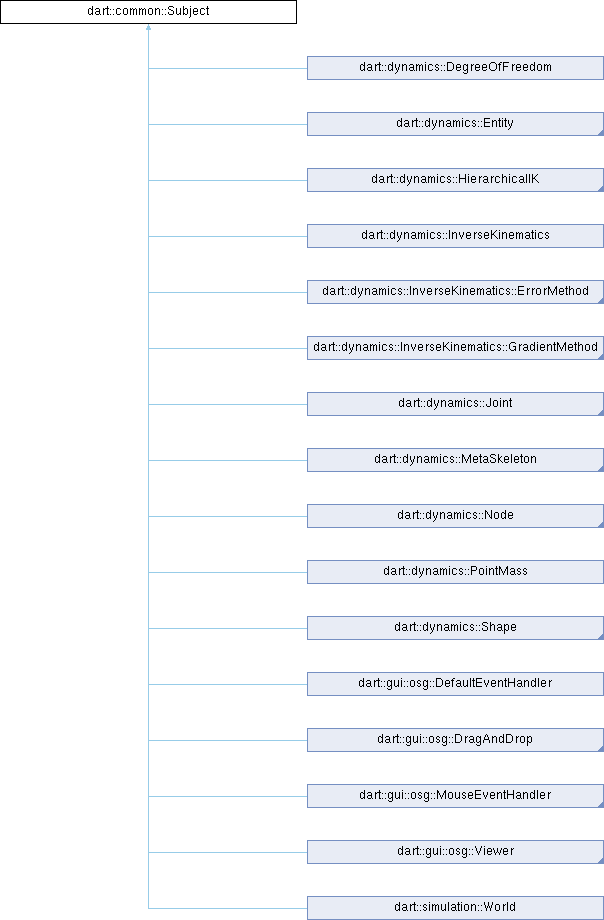 dart::common::Subject
dart::dynamics::DegreeOfFreedom
dart::dynamics::Entity
dart::dynamics::HierarchicalIK
dart::dynamics::InverseKinematics
dart::dynamics::InverseKinematics::ErrorMethod
dart::dynamics::InverseKinematics::GradientMethod
dart::dynamics::Joint
dart::dynamics::MetaSkeleton
dart::dynamics::Node
dart::dynamics::PointMass
dart::dynamics::Shape
dart::gui::osg::DefaultEventHandler
dart::gui::osg::DragAndDrop
dart::gui::osg::MouseEventHandler
dart::gui::osg::Viewer
dart::simulation::World